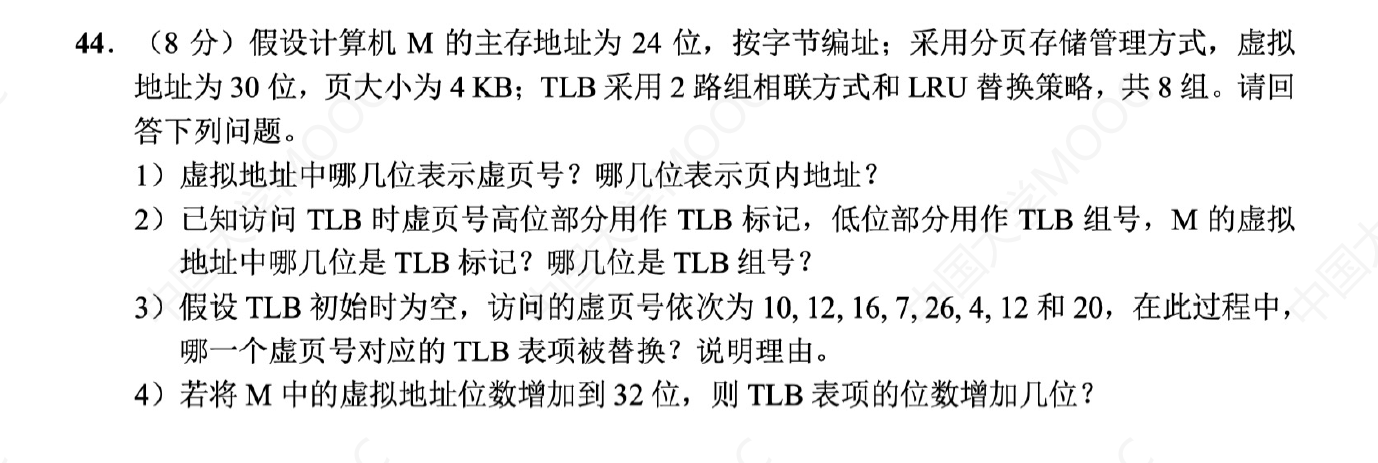 44. （8 分）假设计算机 M 的主存地址为 24 位，按字节编址；采用分页存储管理方式，虚拟
地址为 30 位，页大小为 4 KB；TLB 采用 2 路组相联方式和 LRU 替换策略，共 8 组。请回
答下列问题。
1）虚拟地址中哪几位表示虚页号？哪几位表示页内地址？
2）已知访问 TLB 时虚页号高位部分用作 TLB 标记，低位部分用作 TLB 组号，M 的虚拟
地址中哪几位是 TLB 标记？哪几位是 TLB 组号？
3）假设 TLB 初始时为空，访问的虚页号依次为 10, 12, 16, 7, 26, 4, 12 和 20，在此过程中，
哪一个虚页号对应的 TLB 表项被替换？说明理由。
4）若将 M 中的虚拟地址位数增加到 32 位，则 TLB 表项的位数增加几位？